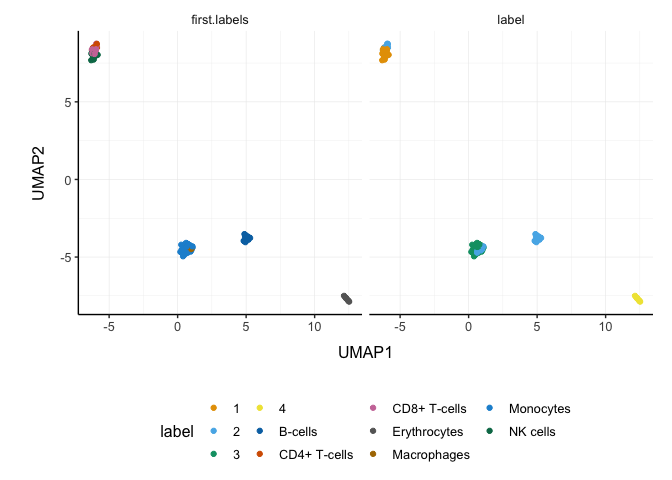 first.labels label
UMAP2
5
0
-5
-5 0 5 10 -5 0 5 10
UMAP1
label
1 4 CD8+ T-cells Monocytes
2 B-cells Erythrocytes NK cells
3 CD4+ T-cells Macrophages